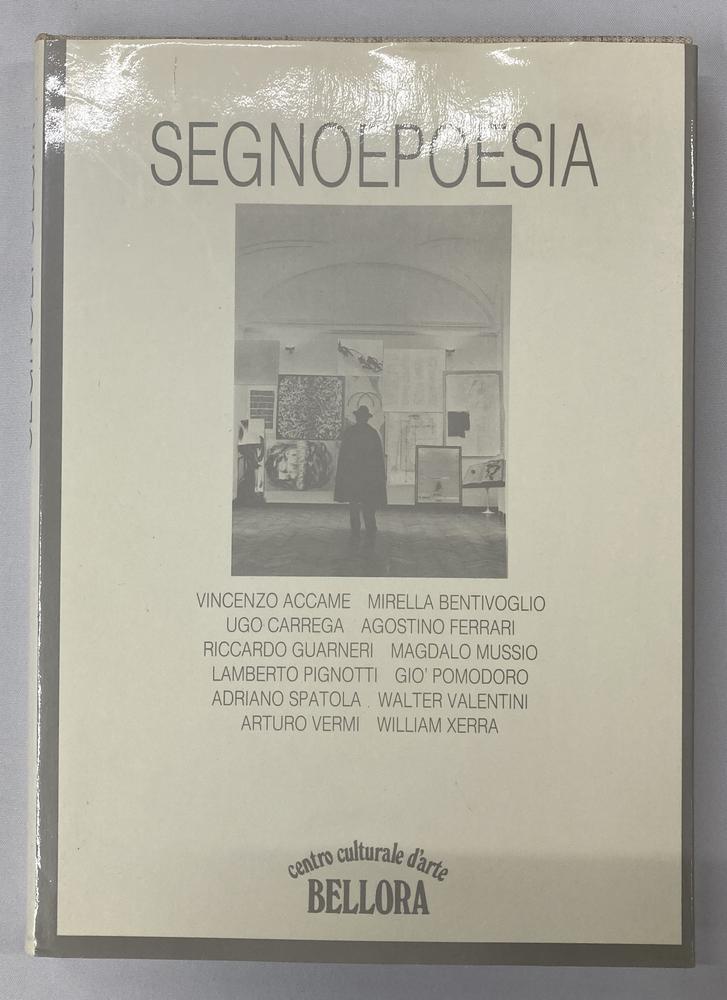 SEGNOEPOESIA
VINCENZO ACCAME MIRELLA BENTIVOGLIO
UGO CARREGA AGOSTINO FERRARI
RICCARDO GUARNERI MAGDALO MUSSIO
LAMBERTO PIGNOTTI GIO' POMODORO
ADRIANO SPATOLA WALTER VALENTINI
ARTURO VERMI WILLIAM XERRA
centro culturale d'arte
BELLORA